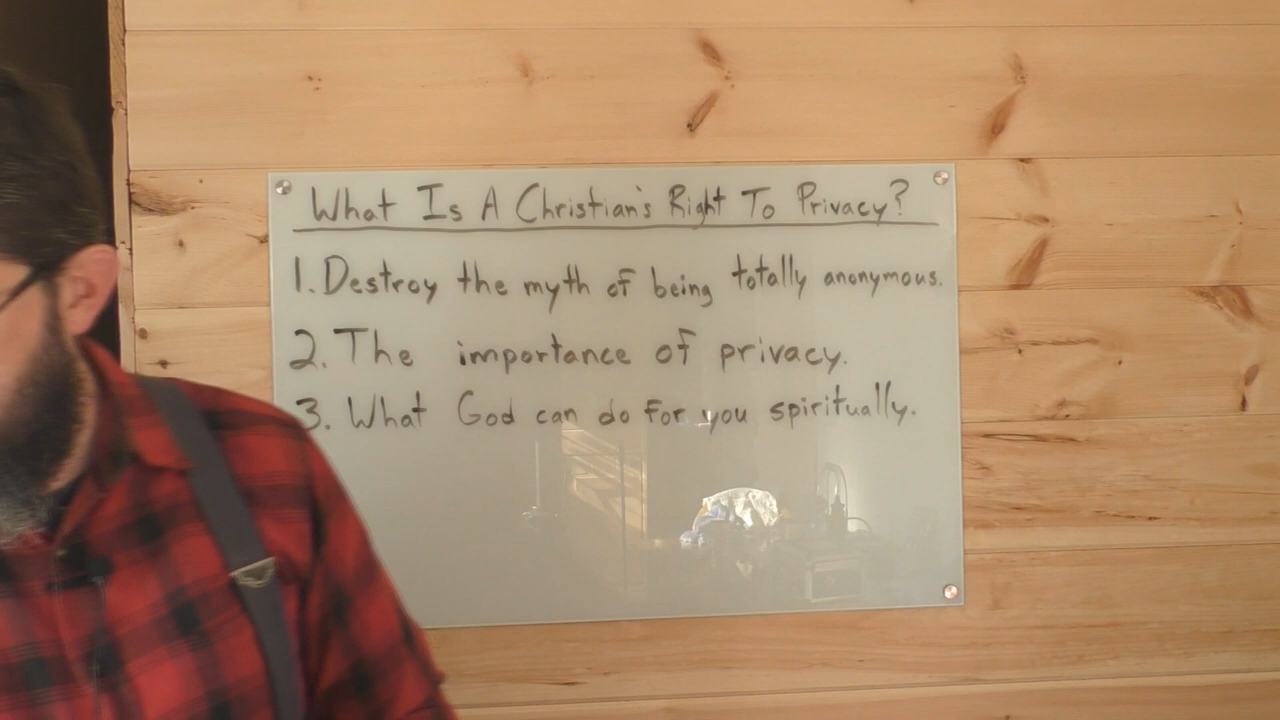 What Is A Christian's Right To Privacy?
1. Destroy the myth of being totally anonymous.
2. The importance of privacy.
3. What God can do for you spiritually.